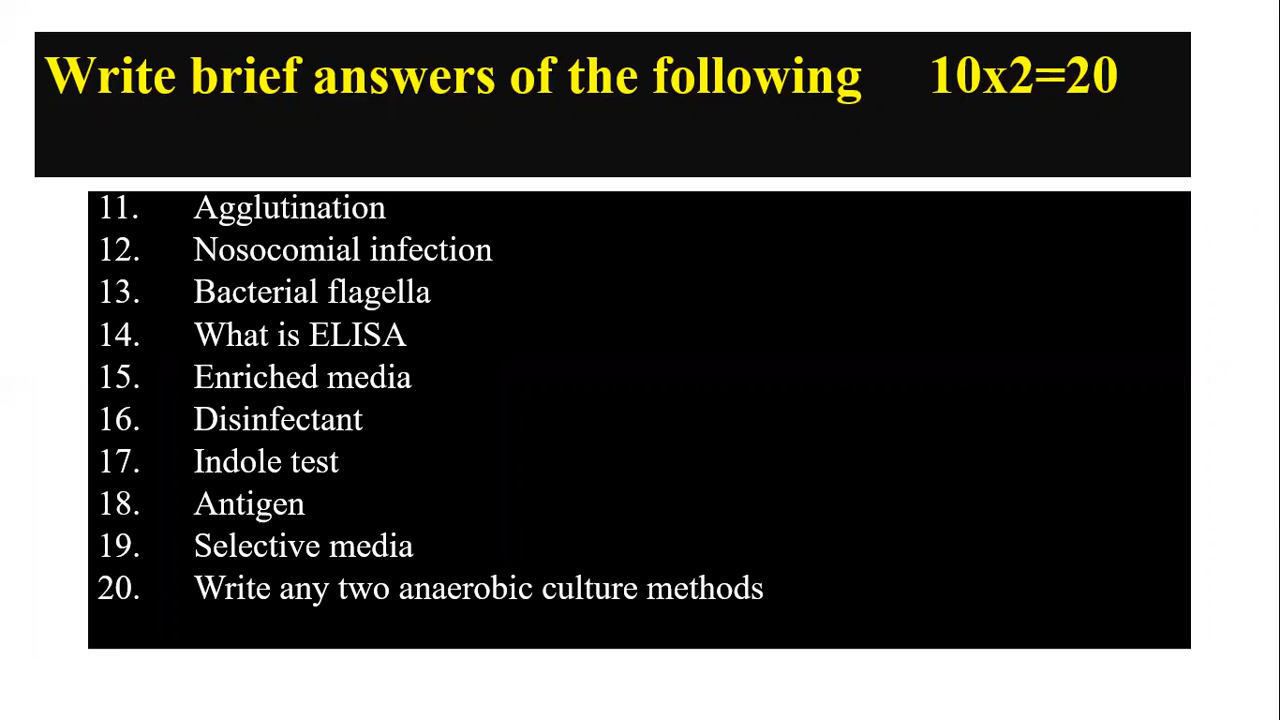 Write brief answers of the following 10x2=20
11. Agglutination
12. Nosocomial infection
13. Bacterial flagella
14. What is ELISA
15. Enriched media
16. Disinfectant
17. Indole test
18. Antigen
19. Selective media
20. Write any two anaerobic culture methods